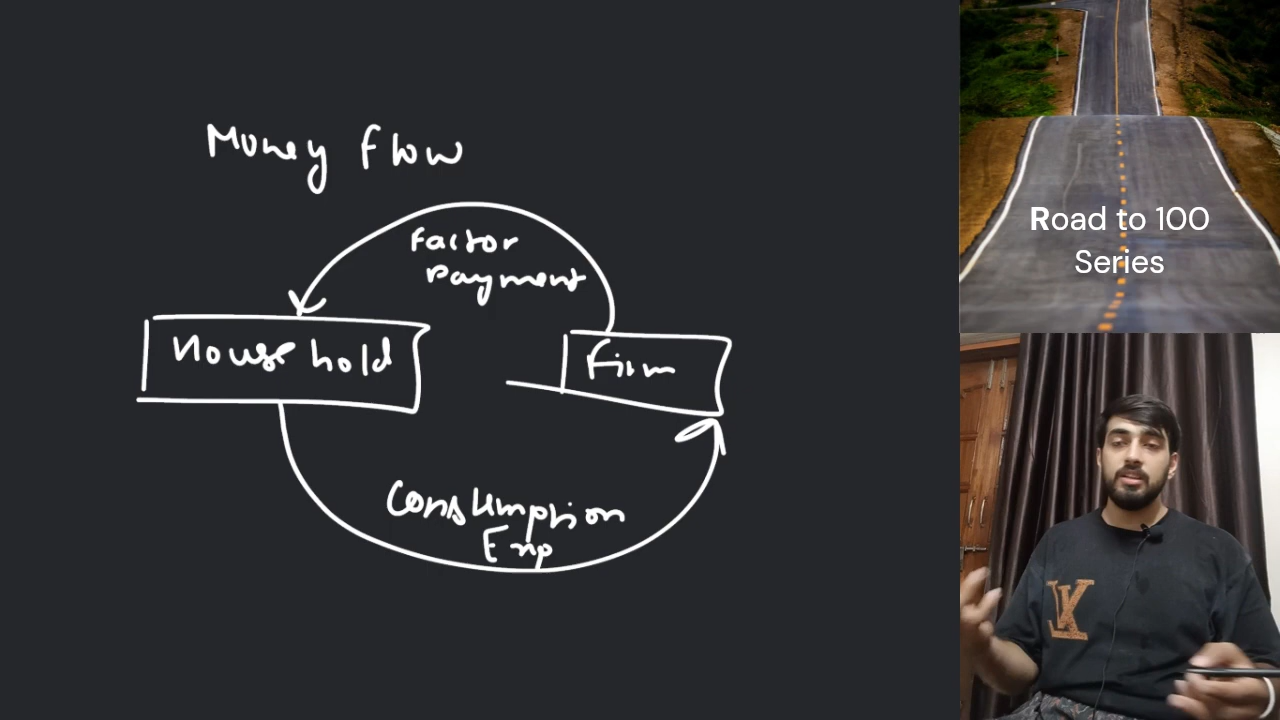 Money flow
Factor
payment
Household
Firm
Consumption
Exp
Road to 100
Series